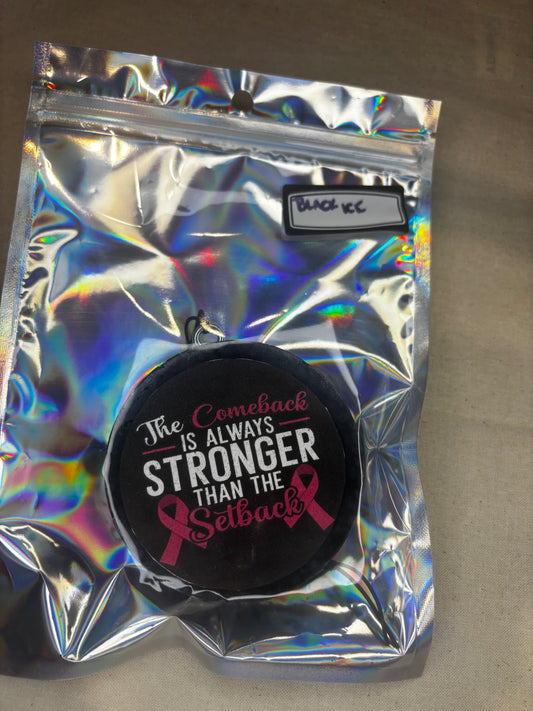 BLACK ICE
The Comeback
IS ALWAYS
STRONGER
THAN THE
Setback